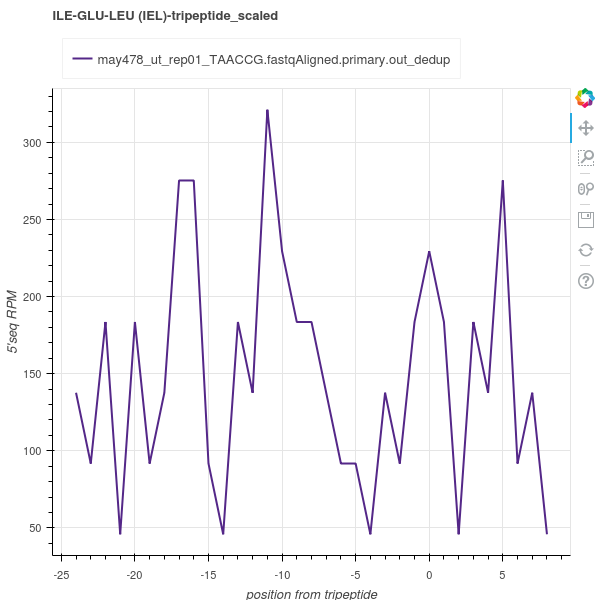 ILE-GLU-LEU (IEL)-tripeptide_scaled
may478_ut_rep01_TAACCG.fastqAligned.primary.out_dedup
300
250
200
150
100
50
5'seq RPM
-25 -20 -15 -10 -5 0 5
position from tripeptide